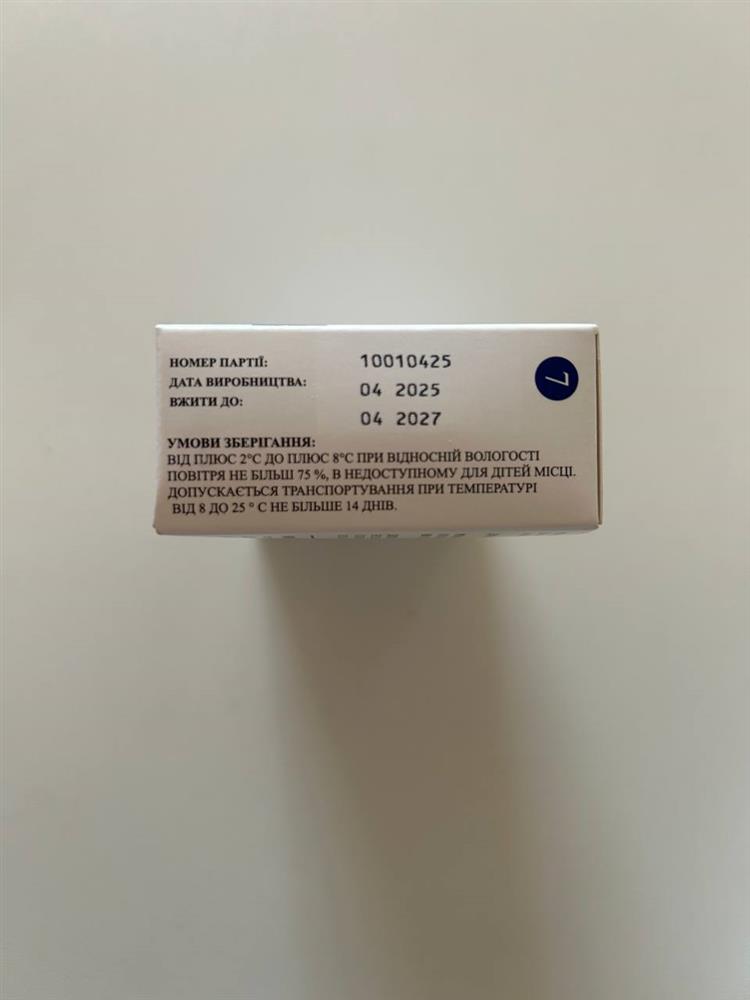 НОМЕР ПАРТІЇ: 10010425
ДАТА ВИРОБНИЦТВА: 04 2025
ВЖИТИ ДО: 04 2027
7
УМОВИ ЗБЕРІГАННЯ:
ВІД ПЛЮС 2°С ДО ПЛЮС 8°С ПРИ ВІДНОСНІЙ ВОЛОГОСТІ
ПОВІТРЯ НЕ БІЛЬШ 75 %, В НЕДОСТУПНОМУ ДЛЯ ДІТЕЙ МІСЦІ.
ДОПУСКАЄТЬСЯ ТРАНСПОРТУВАННЯ ПРИ ТЕМПЕРАТУРІ
ВІД 8 ДО 25 ° С НЕ БІЛЬШЕ 14 ДНІВ.